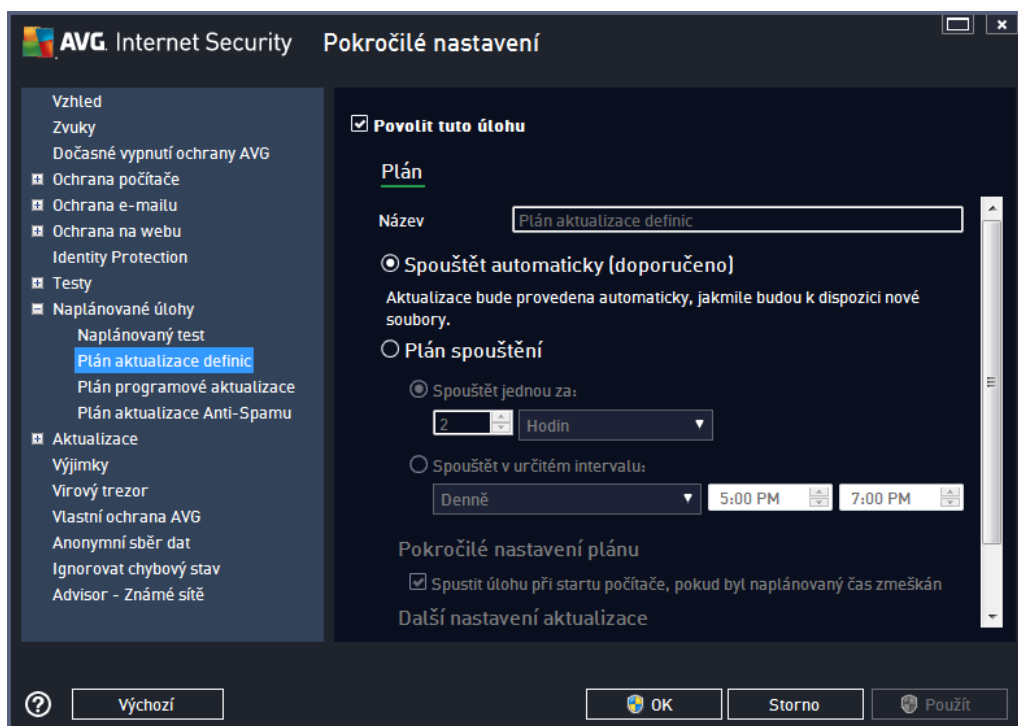 AVG. Internet Security Pokročilé nastavení
Vzhled
Zvuky
Dočasné vypnutí ochrany AVG
Ochrana počítače
Ochrana e-mailu
Ochrana na webu
Identity Protection
Testy
Naplánované úlohy
Naplánovaný test
Plán aktualizace definic
Plán programové aktualizace
Plán aktualizace Anti-Spamu
Aktualizace
Výjimky
Virový trezor
Vlastní ochrana AVG
Anonymní sběr dat
Ignorovat chybový stav
Advisor - Známé sítě
Povolit tuto úlohu
Plán
Název Plán aktualizace definic
Spouštět automaticky (doporučeno)
Aktualizace bude provedena automaticky, jakmile budou k dispozici nové
soubory.
Plán spouštění
Spouštět jednou za:
2 Hodin
Spouštět v určitém intervalu:
Denně 5:00 PM 7:00 PM
Pokročilé nastavení plánu
Spustit úlohu při startu počítače, pokud byl naplánovaný čas zmeškán
Další nastavení aktualizace
? Výchozí OK Storno Použít